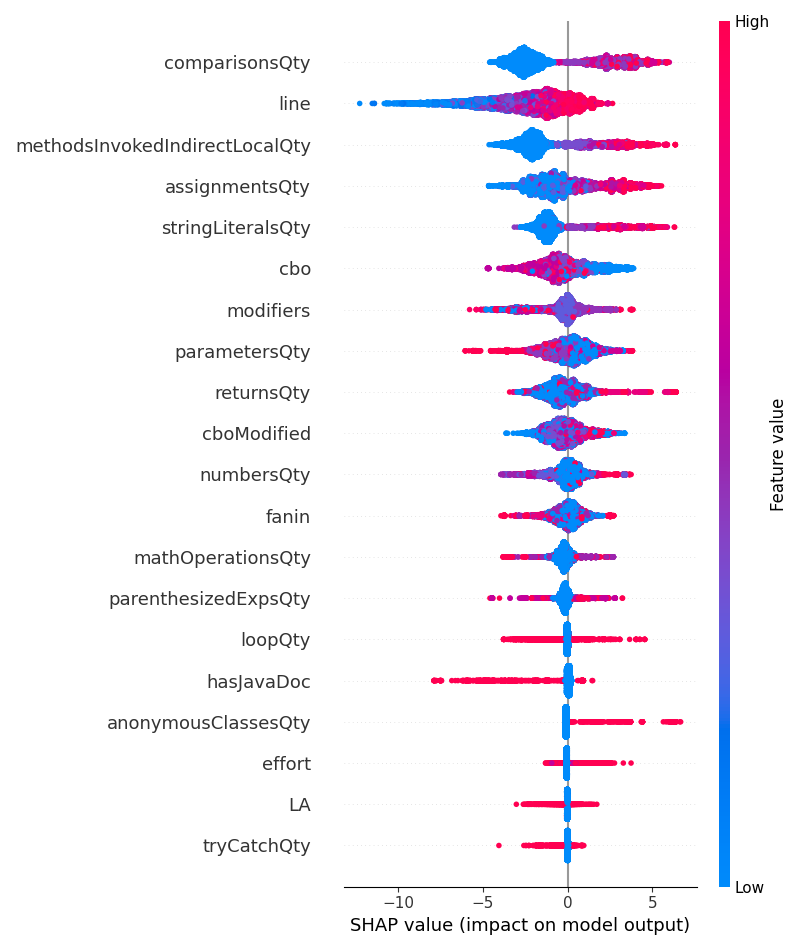 High
comparisonsQty
line
methodsInvokedIndirectLocalQty
assignmentsQty
stringLiteralsQty
cbo
modifiers
parametersQty
returnsQty
cboModified
numbersQty
fanin
mathOperationsQty
parenthesizedExpsQty
loopQty
hasJavaDoc
anonymousClassesQty
effort
LA
tryCatchQty
Feature value
Low
−10 −5 0 5
SHAP value (impact on model output)